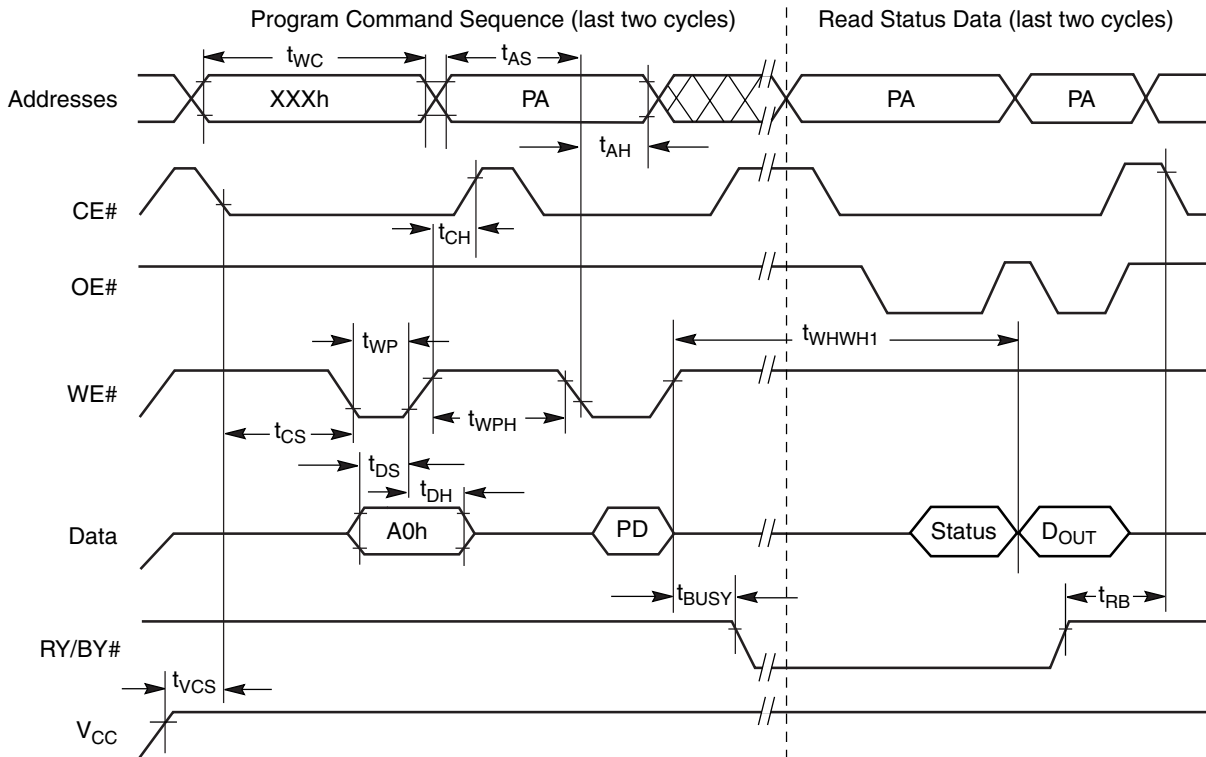 Program Command Sequence (last two cycles)
Read Status Data (last two cycles)
tWC
tAS
Addresses
XXXh
PA
PA
PA
tAH
CE#
tCH
OE#
tWP
tWHWH1
WE#
tWPH
tCS
tDS
tDH
Data
A0h
PD
Status
DOUT
tBUSY
tRB
RY/BY#
tVCS
VCC